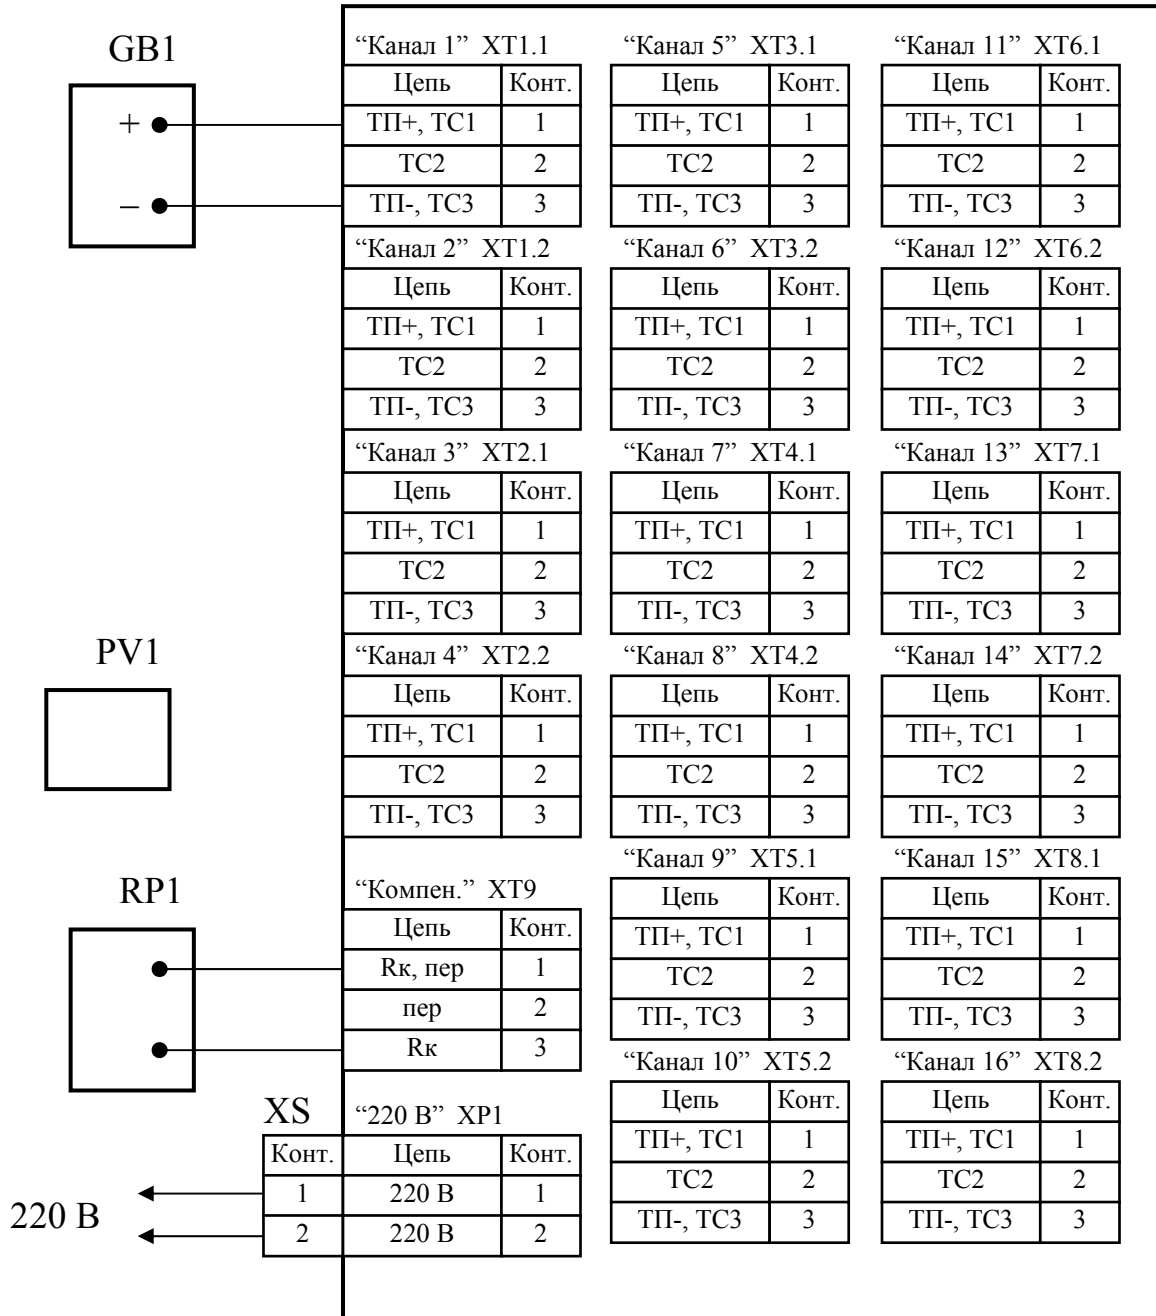 GB1
+
–
PV1
RP1
XS
Конт.
1
2
220 В
“Канал 1” XT1.1
Цепь Конт.
ТП+, ТС1 1
ТС2 2
ТП-, ТС3 3
“Канал 2” XT1.2
Цепь Конт.
ТП+, ТС1 1
ТС2 2
ТП-, ТС3 3
“Канал 3” XT2.1
Цепь Конт.
ТП+, ТС1 1
ТС2 2
ТП-, ТС3 3
“Канал 4” XT2.2
Цепь Конт.
ТП+, ТС1 1
ТС2 2
ТП-, ТС3 3
“Компен.” XT9
Цепь Конт.
Rк, пер 1
пер 2
Rк 3
“220 В” XP1
Цепь Конт.
220 В 1
220 В 2
“Канал 5” XT3.1
Цепь Конт.
ТП+, ТС1 1
ТС2 2
ТП-, ТС3 3
“Канал 6” XT3.2
Цепь Конт.
ТП+, ТС1 1
ТС2 2
ТП-, ТС3 3
“Канал 7” XT4.1
Цепь Конт.
ТП+, ТС1 1
ТС2 2
ТП-, ТС3 3
“Канал 8” XT4.2
Цепь Конт.
ТП+, ТС1 1
ТС2 2
ТП-, ТС3 3
“Канал 9” XT5.1
Цепь Конт.
ТП+, ТС1 1
ТС2 2
ТП-, ТС3 3
“Канал 10” XT5.2
Цепь Конт.
ТП+, ТС1 1
ТС2 2
ТП-, ТС3 3
“Канал 11” XT6.1
Цепь Конт.
ТП+, ТС1 1
ТС2 2
ТП-, ТС3 3
“Канал 12” XT6.2
Цепь Конт.
ТП+, ТС1 1
ТС2 2
ТП-, ТС3 3
“Канал 13” XT7.1
Цепь Конт.
ТП+, ТС1 1
ТС2 2
ТП-, ТС3 3
“Канал 14” XT7.2
Цепь Конт.
ТП+, ТС1 1
ТС2 2
ТП-, ТС3 3
“Канал 15” XT8.1
Цепь Конт.
ТП+, ТС1 1
ТС2 2
ТП-, ТС3 3
“Канал 16” XT8.2
Цепь Конт.
ТП+, ТС1 1
ТС2 2
ТП-, ТС3 3